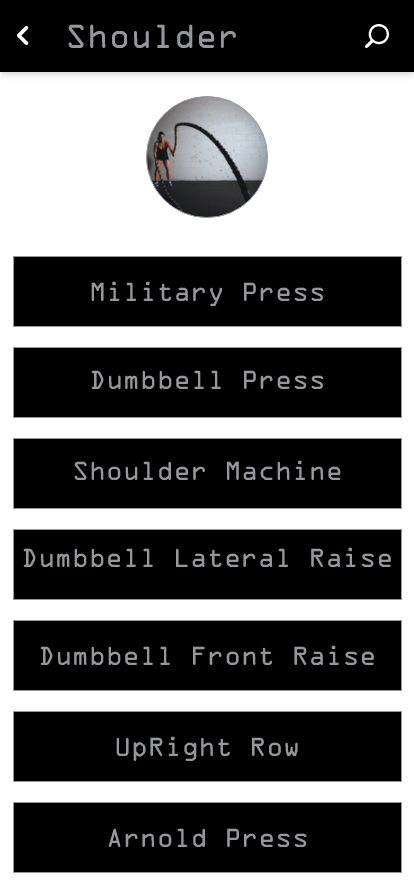 Shoulder
Military Press
Dumbbell Press
Shoulder Machine
Dumbbell Lateral Raise
Dumbbell Front Raise
UpRight Row
Arnold Press